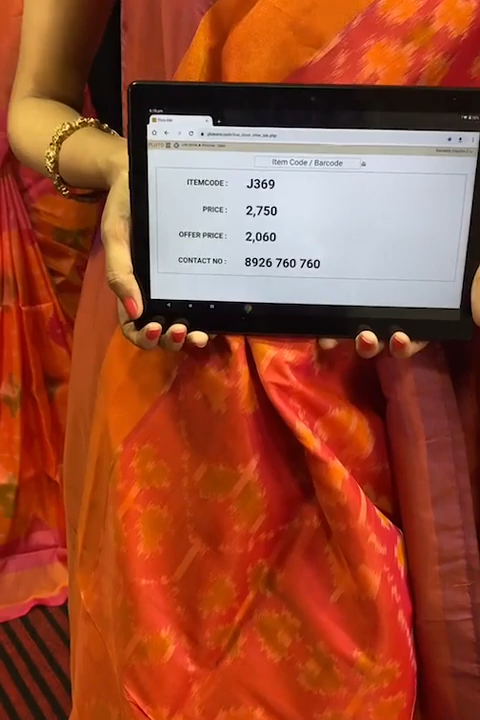 Item Code / Barcode
ITEMCODE : J369
PRICE : 2,750
OFFER PRICE : 2,060
CONTACT NO : 8926 760 760